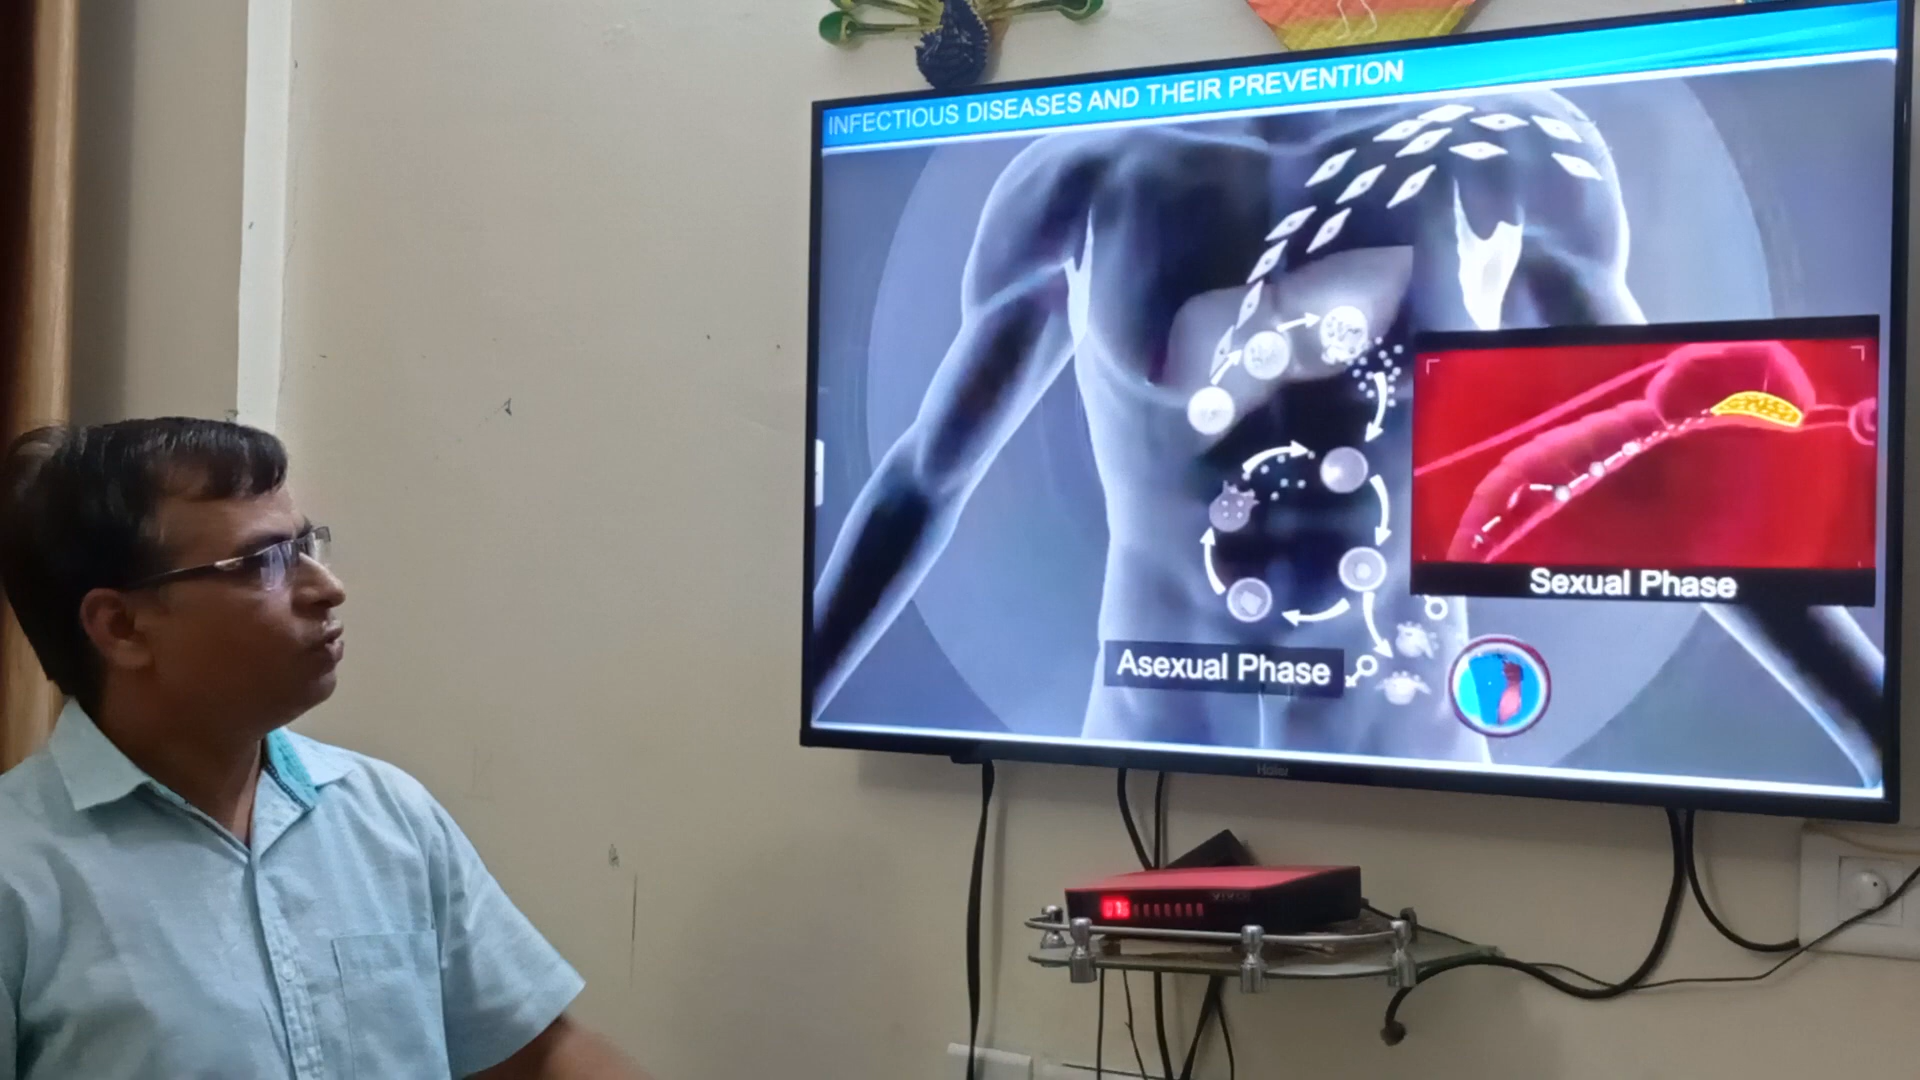 INFECTIOUS DISEASES AND THEIR PREVENTION
Sexual Phase
Asexual Phase
Haier